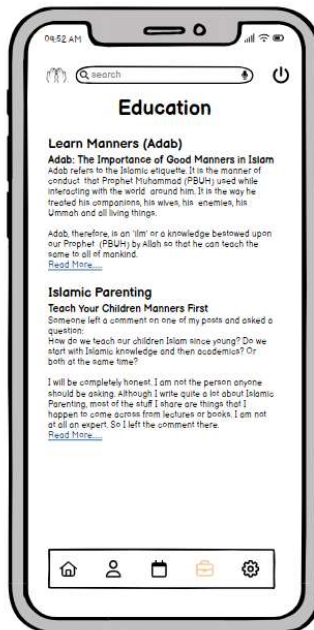 09:52 AM
search
Education
Learn Manners (Adab)
Adab: The Importance of Good Manners in Islam
Adab refers to the Islamic etiquette. It is the manner of
conduct that Prophet Muhammad (PBUH) used while
interacting with the world around him. It is the way he
treated his companions, his wives, his enemies, his
Ummah and all living things.
Adab, therefore, is an 'ilm' or a knowledge bestowed upon
our Prophet (PBUH) by Allah so that he can teach the
same to all of mankind.
Read More.....
Islamic Parenting
Teach Your Children Manners First
Someone left a comment on one of my posts and asked a
question:
How do we teach our children Islam since young? Do we
start with Islamic knowledge and then academics? Or
both at the same time?
I will be completely honest. I am not the person anyone
should be asking. Although I write quite a lot about Islamic
Parenting, most of the stuff I share are things that I
happen to come across from lectures or books. I am not
at all an expert. So I left the comment there.
Read More.....